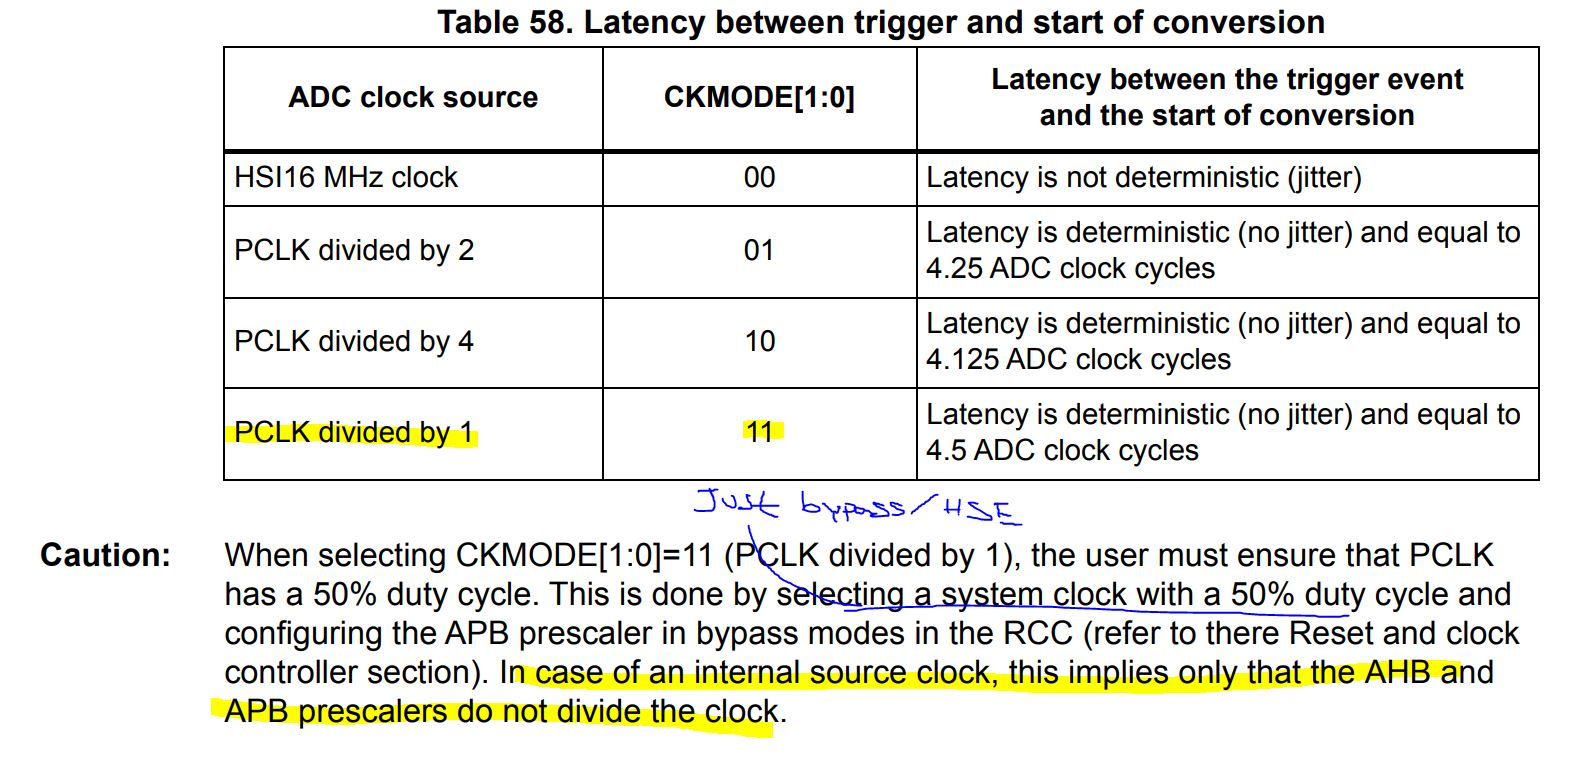 Table 58. Latency between trigger and start of conversion
ADC clock source
CKMODE[1:0]
Latency between the trigger event
and the start of conversion
HSI16 MHz clock
00
Latency is not deterministic (jitter)
PCLK divided by 2
01
Latency is deterministic (no jitter) and equal to
4.25 ADC clock cycles
PCLK divided by 4
10
Latency is deterministic (no jitter) and equal to
4.125 ADC clock cycles
PCLK divided by 1
11
Latency is deterministic (no jitter) and equal to
4.5 ADC clock cycles
Just bypass/HSE
Caution: When selecting CKMODE[1:0]=11 (PCLK divided by 1), the user must ensure that PCLK
has a 50% duty cycle. This is done by selecting a system clock with a 50% duty cycle and
configuring the APB prescaler in bypass modes in the RCC (refer to there Reset and clock
controller section). In case of an internal source clock, this implies only that the AHB and
APB prescalers do not divide the clock.